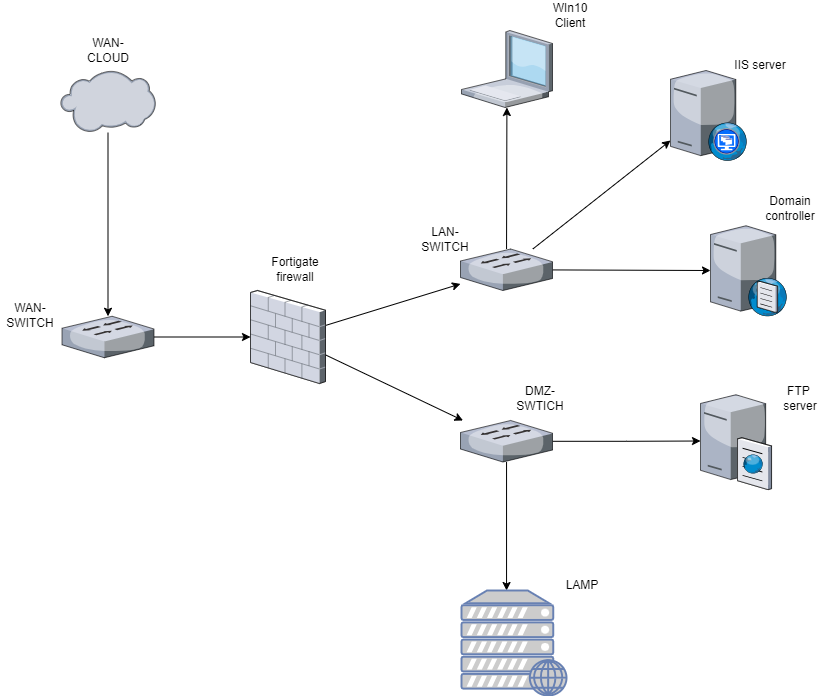 WIn10
Client
WAN-
CLOUD
IIS server
Domain
controller
LAN-
SWITCH
Fortigate
firewall
WAN-
SWITCH
DMZ-
SWTICH
FTP
server
LAMP